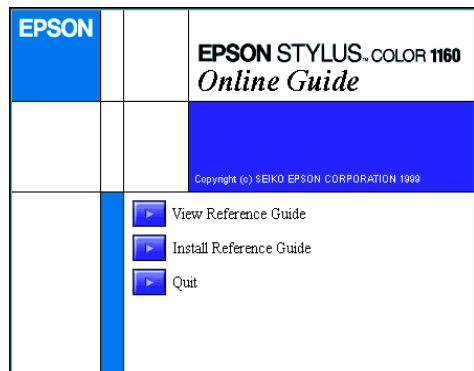 EPSON
EPSON STYLUS™ COLOR 1160
Online Guide
Copyright (c) SEIKO EPSON CORPORATION 1999
View Reference Guide
Install Reference Guide
Quit